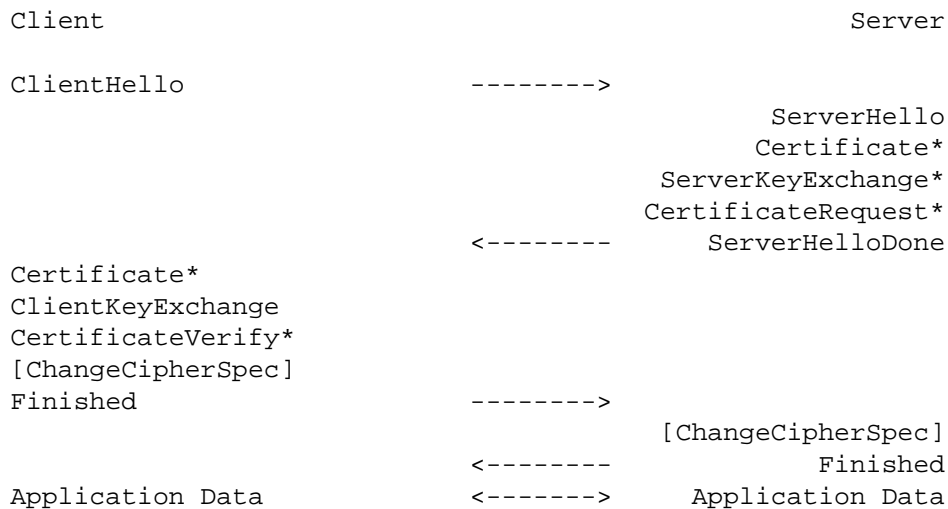 Client                                               Server

ClientHello                  -------->
                                                ServerHello
                                               Certificate*
                                         ServerKeyExchange*
                                        CertificateRequest*
                             <--------      ServerHelloDone
Certificate*
ClientKeyExchange
CertificateVerify*
[ChangeCipherSpec]
Finished                     -------->
                                         [ChangeCipherSpec]
                             <--------             Finished
Application Data             <------->     Application Data